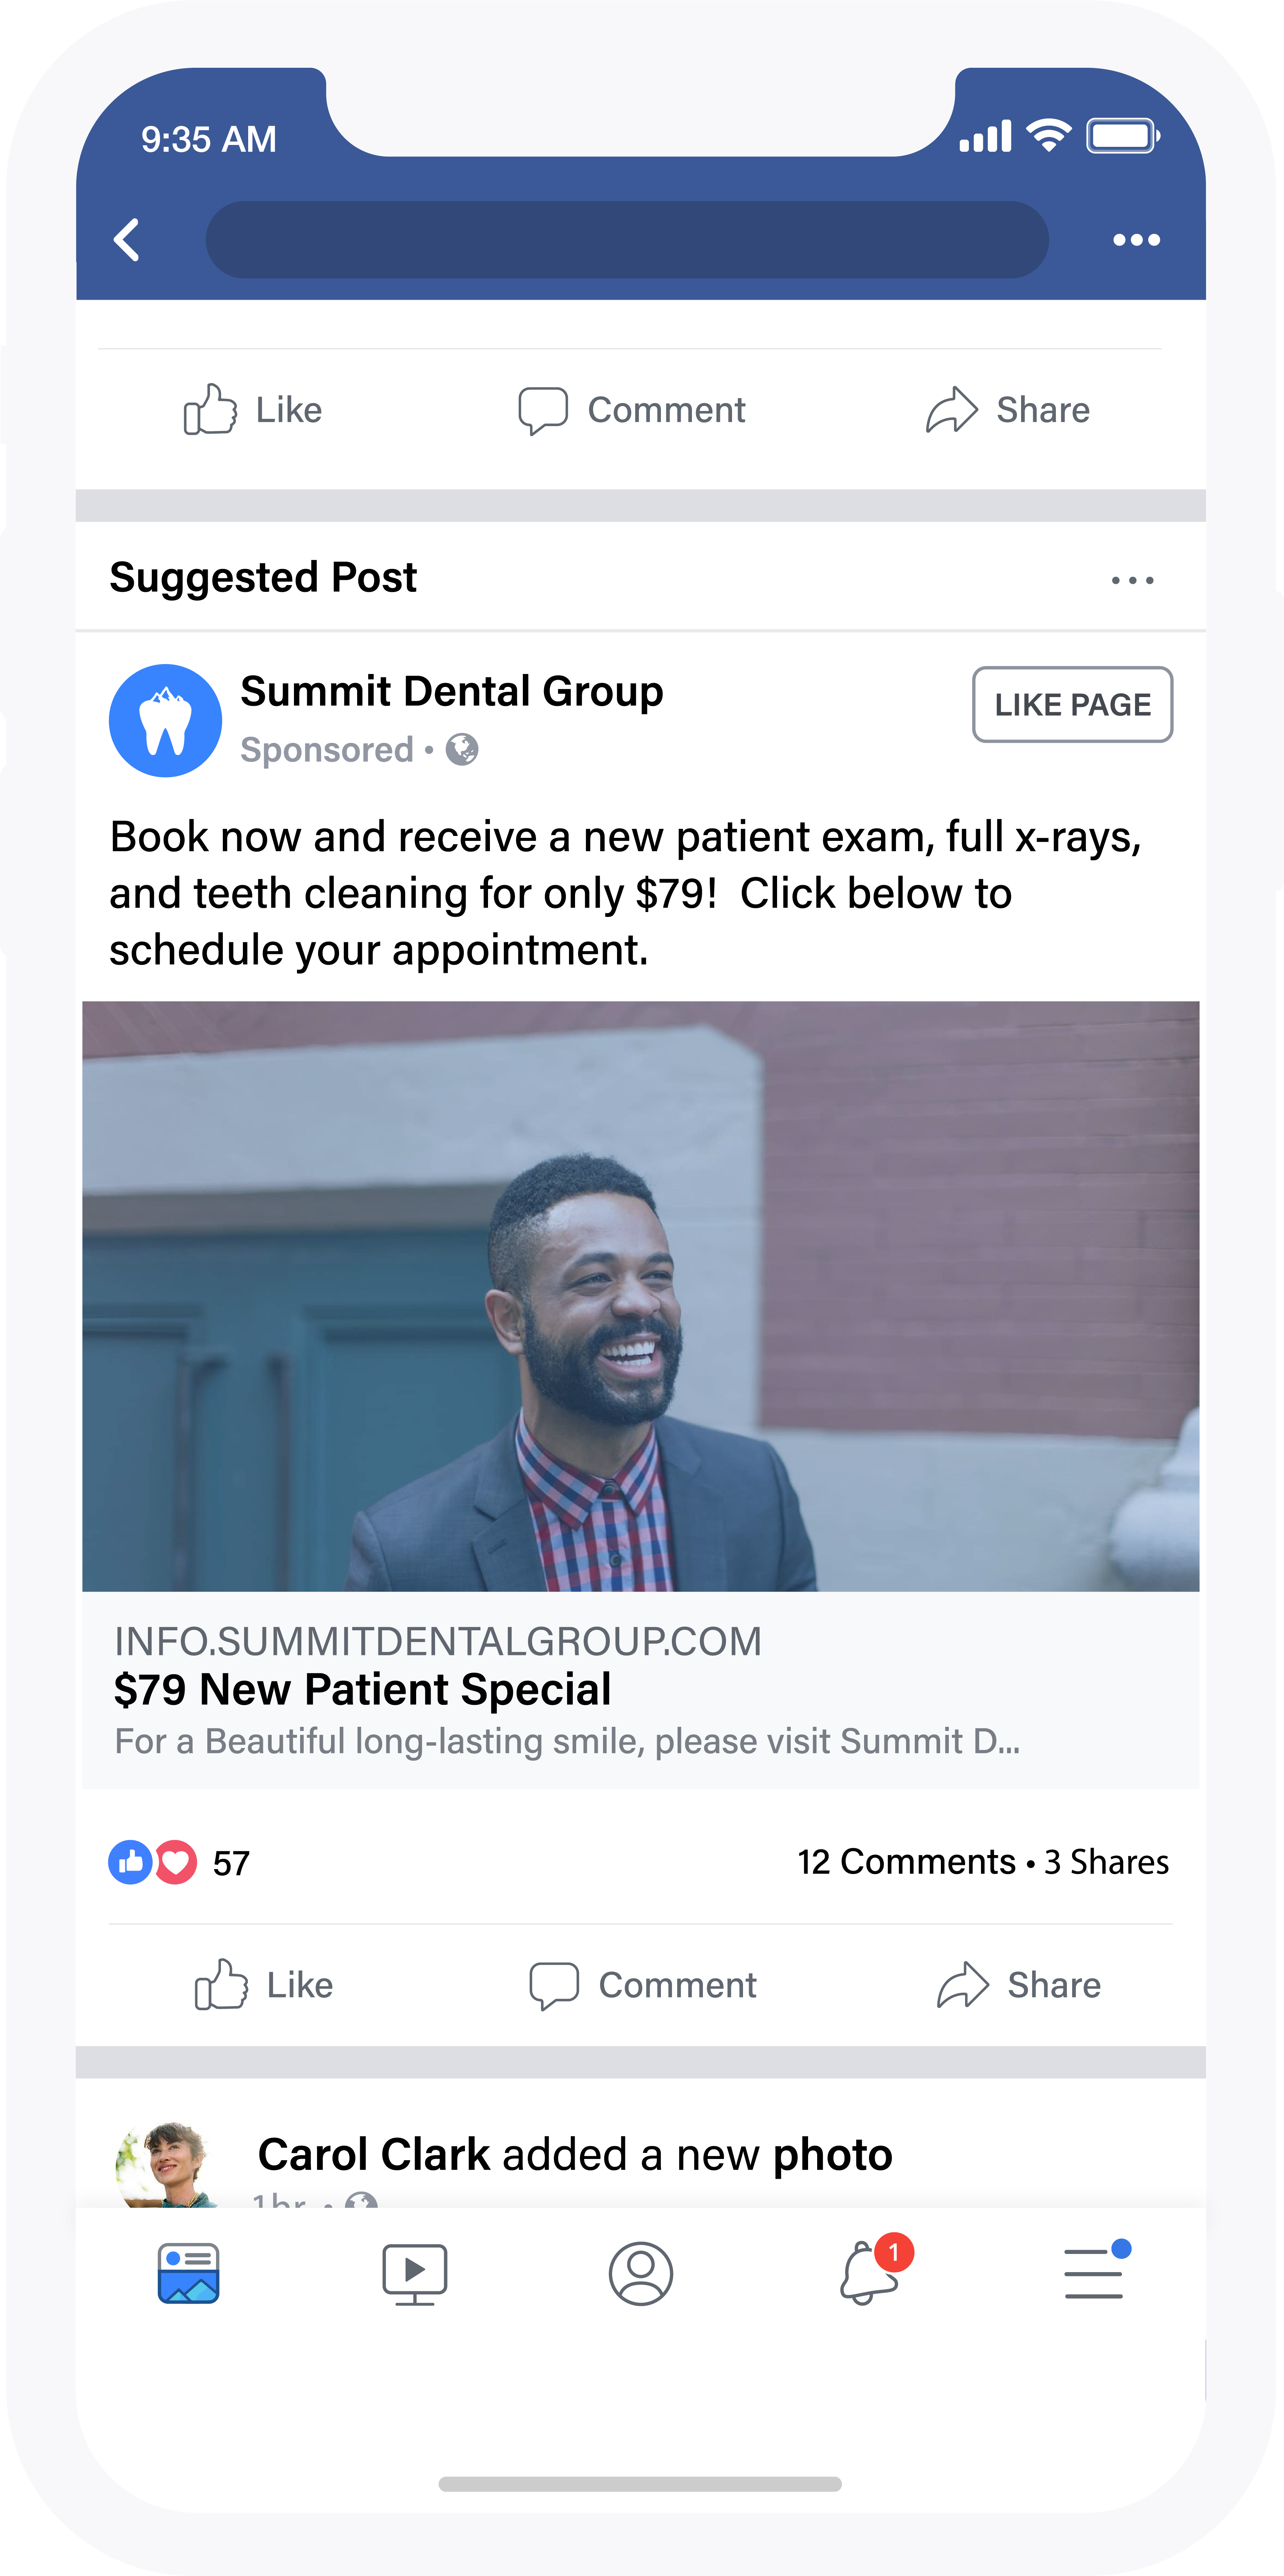 9:35 AM
Like
Comment
Share
Suggested Post
Summit Dental Group
LIKE PAGE
Sponsored •
Book now and receive a new patient exam, full x-rays,
and teeth cleaning for only $79!  Click below to
schedule your appointment.
INFO.SUMMITDENTALGROUP.COM
$79 New Patient Special
For a Beautiful long-lasting smile, please visit Summit D...
57
12 Comments • 3 Shares
Like
Comment
Share
Carol Clark added a new photo
1hr •
1